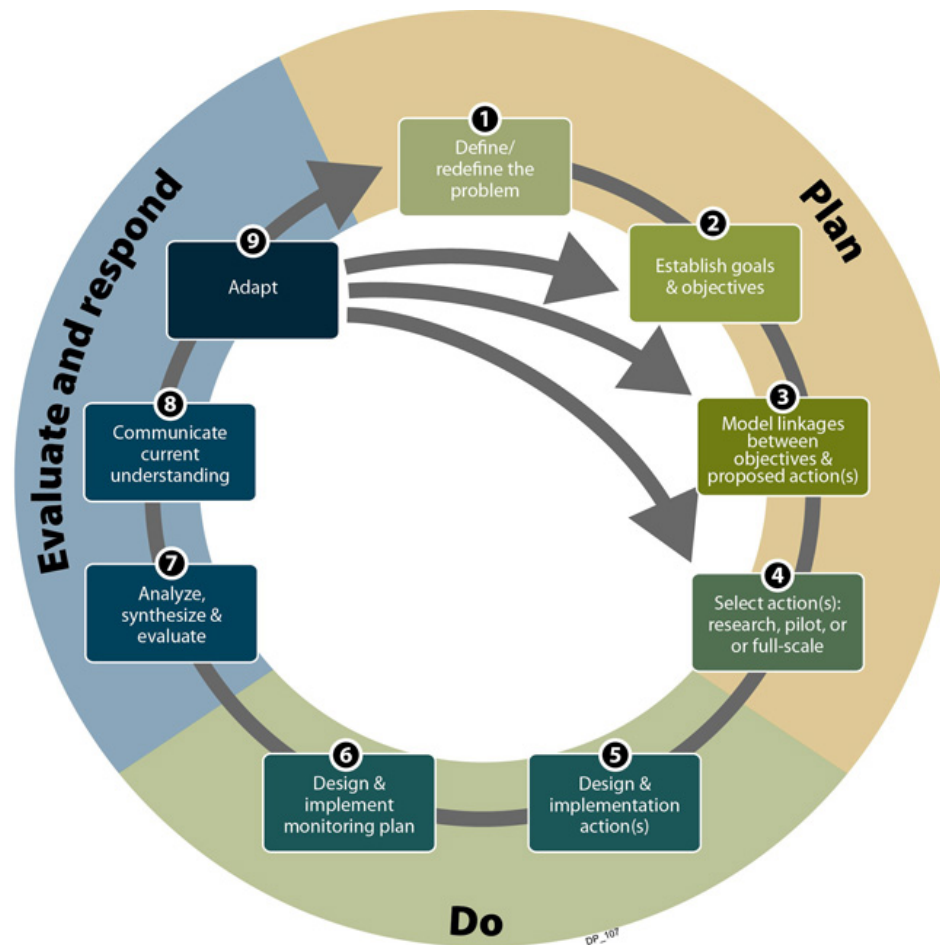 Plan
1
Define/
redefine the
problem
2
Establish goals
& objectives
3
Model linkages
between
objectives &
proposed action(s)
4
Select action(s):
research, pilot, or
or full-scale
Do
5
Design &
implementation
action(s)
6
Design &
implement
monitoring plan
Evaluate and respond
7
Analyze,
synthesize &
evaluate
8
Communicate
current
understanding
9
Adapt
DP_107